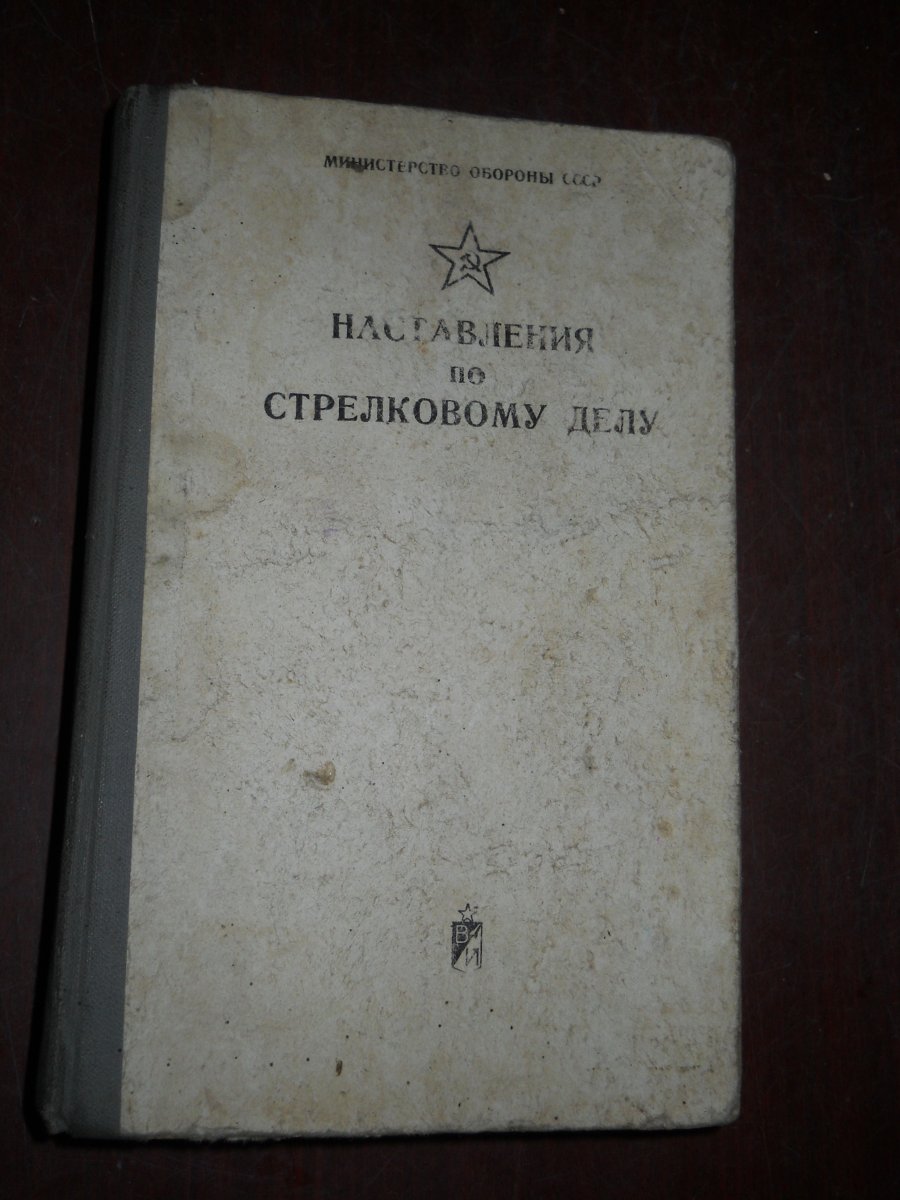 МИНИСТЕРСТВО ОБОРОНЫ СССР
НАСТАВЛЕНИЯ
ПО
СТРЕЛКОВОМУ ДЕЛУ
В И